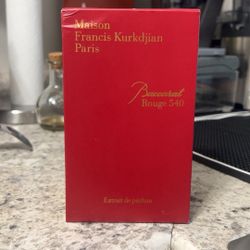 Maison
Francis Kurkdjian
Paris
Baccarat
Rouge 540
Extrait de parfum